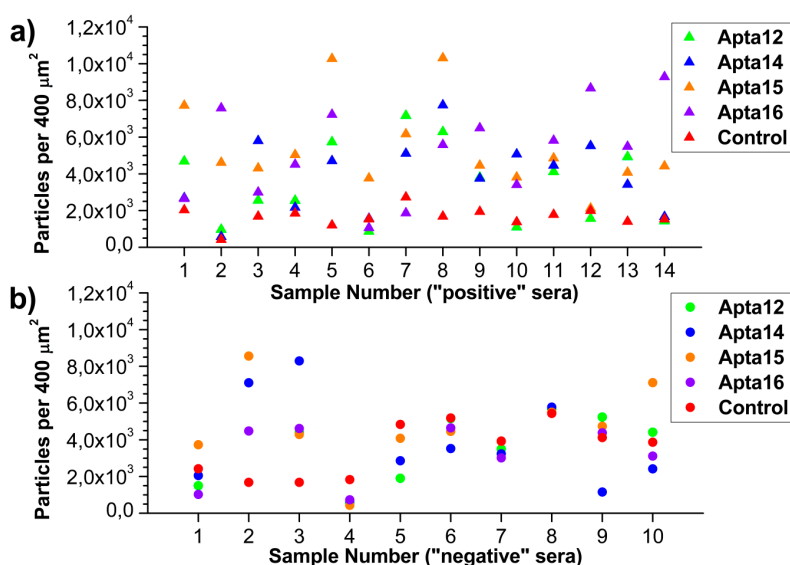 a)
1,2x10⁴
1,0x10⁴
8,0x10³
6,0x10³
4,0x10³
2,0x10³
0,0
Particles per 400 μm²
1 2 3 4 5 6 7 8 9 10 11 12 13 14
Sample Number ("positive" sera)
Apta12
Apta14
Apta15
Apta16
Control
b)
1,2x10⁴
1,0x10⁴
8,0x10³
6,0x10³
4,0x10³
2,0x10³
0,0
Particles per 400 μm²
1 2 3 4 5 6 7 8 9 10
Sample Number ("negative" sera)
Apta12
Apta14
Apta15
Apta16
Control